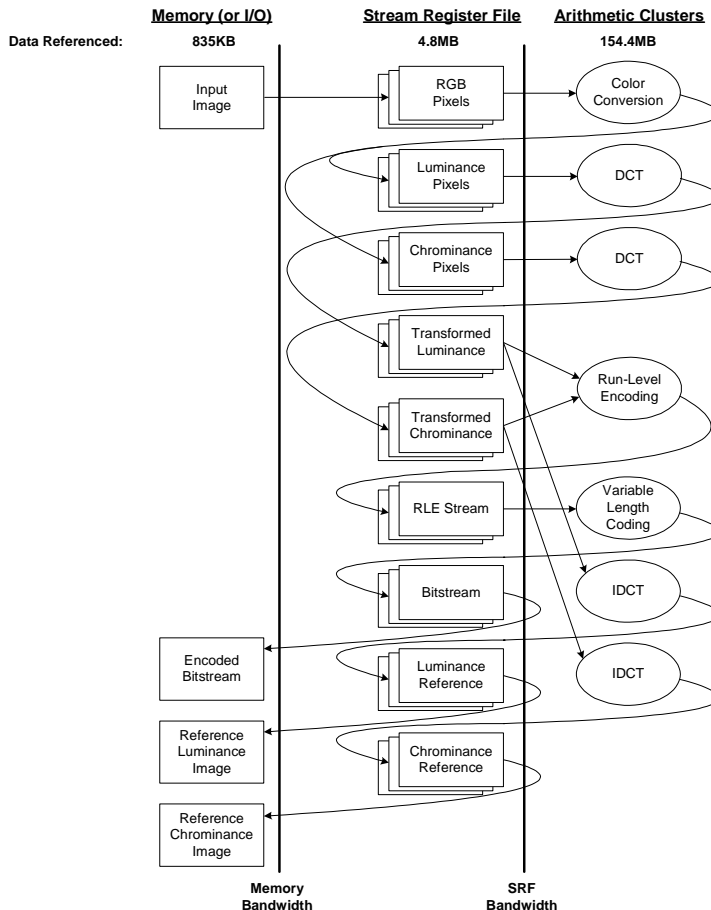 Memory (or I/O)
Stream Register File
Arithmetic Clusters
Data Referenced:
835KB
4.8MB
154.4MB
Input
Image
RGB
Pixels
Color
Conversion
Luminance
Pixels
DCT
Chrominance
Pixels
DCT
Transformed
Luminance
Run-Level
Encoding
Transformed
Chrominance
RLE Stream
Variable
Length
Coding
Bitstream
IDCT
Encoded
Bitstream
Luminance
Reference
IDCT
Reference
Luminance
Image
Chrominance
Reference
Reference
Chrominance
Image
Memory
Bandwidth
SRF
Bandwidth